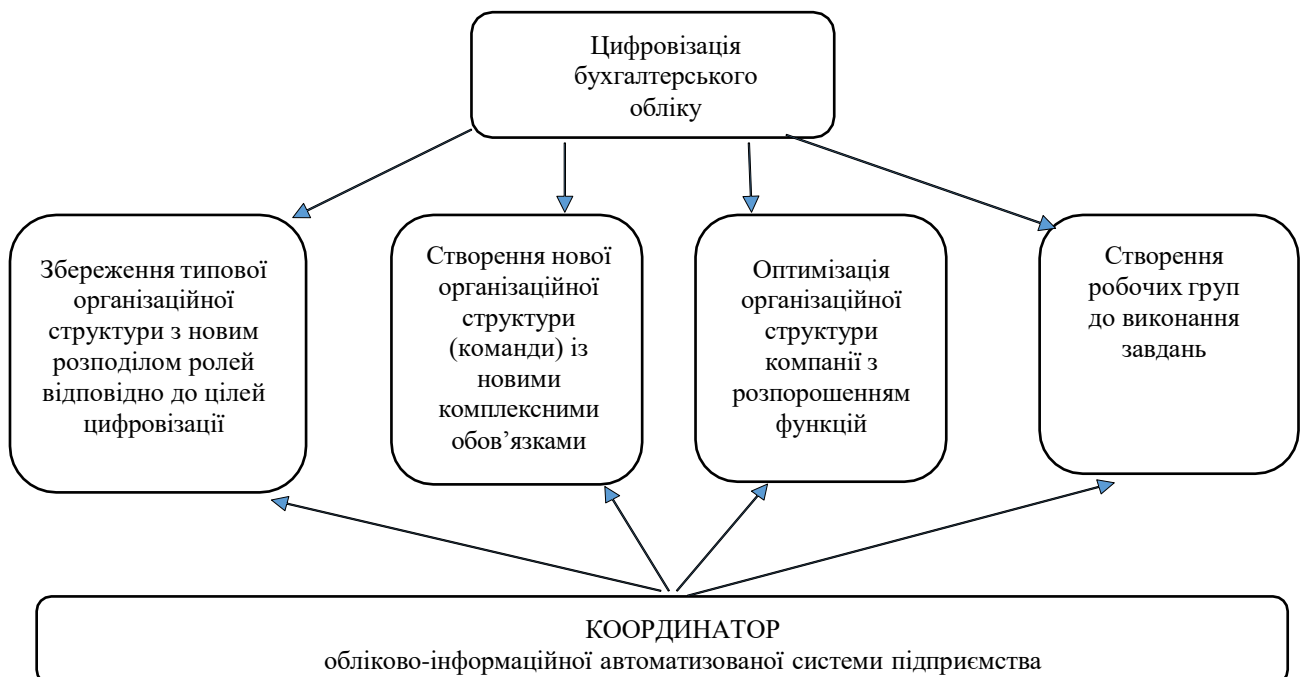 Цифровізація
бухгалтерського
обліку
Збереження типової
організаційної
структури з новим
розподілом ролей
відповідно до цілей
цифровізації
Створення нової
організаційної
структури
(команди) із
новими
комплексними
обов’язками
Оптимізація
організаційної
структури
компанії з
розпорошенням
функцій
Створення
робочих груп
до виконання
завдань
КООРДИНАТОР
обліково-інформаційної автоматизованої системи підприємства